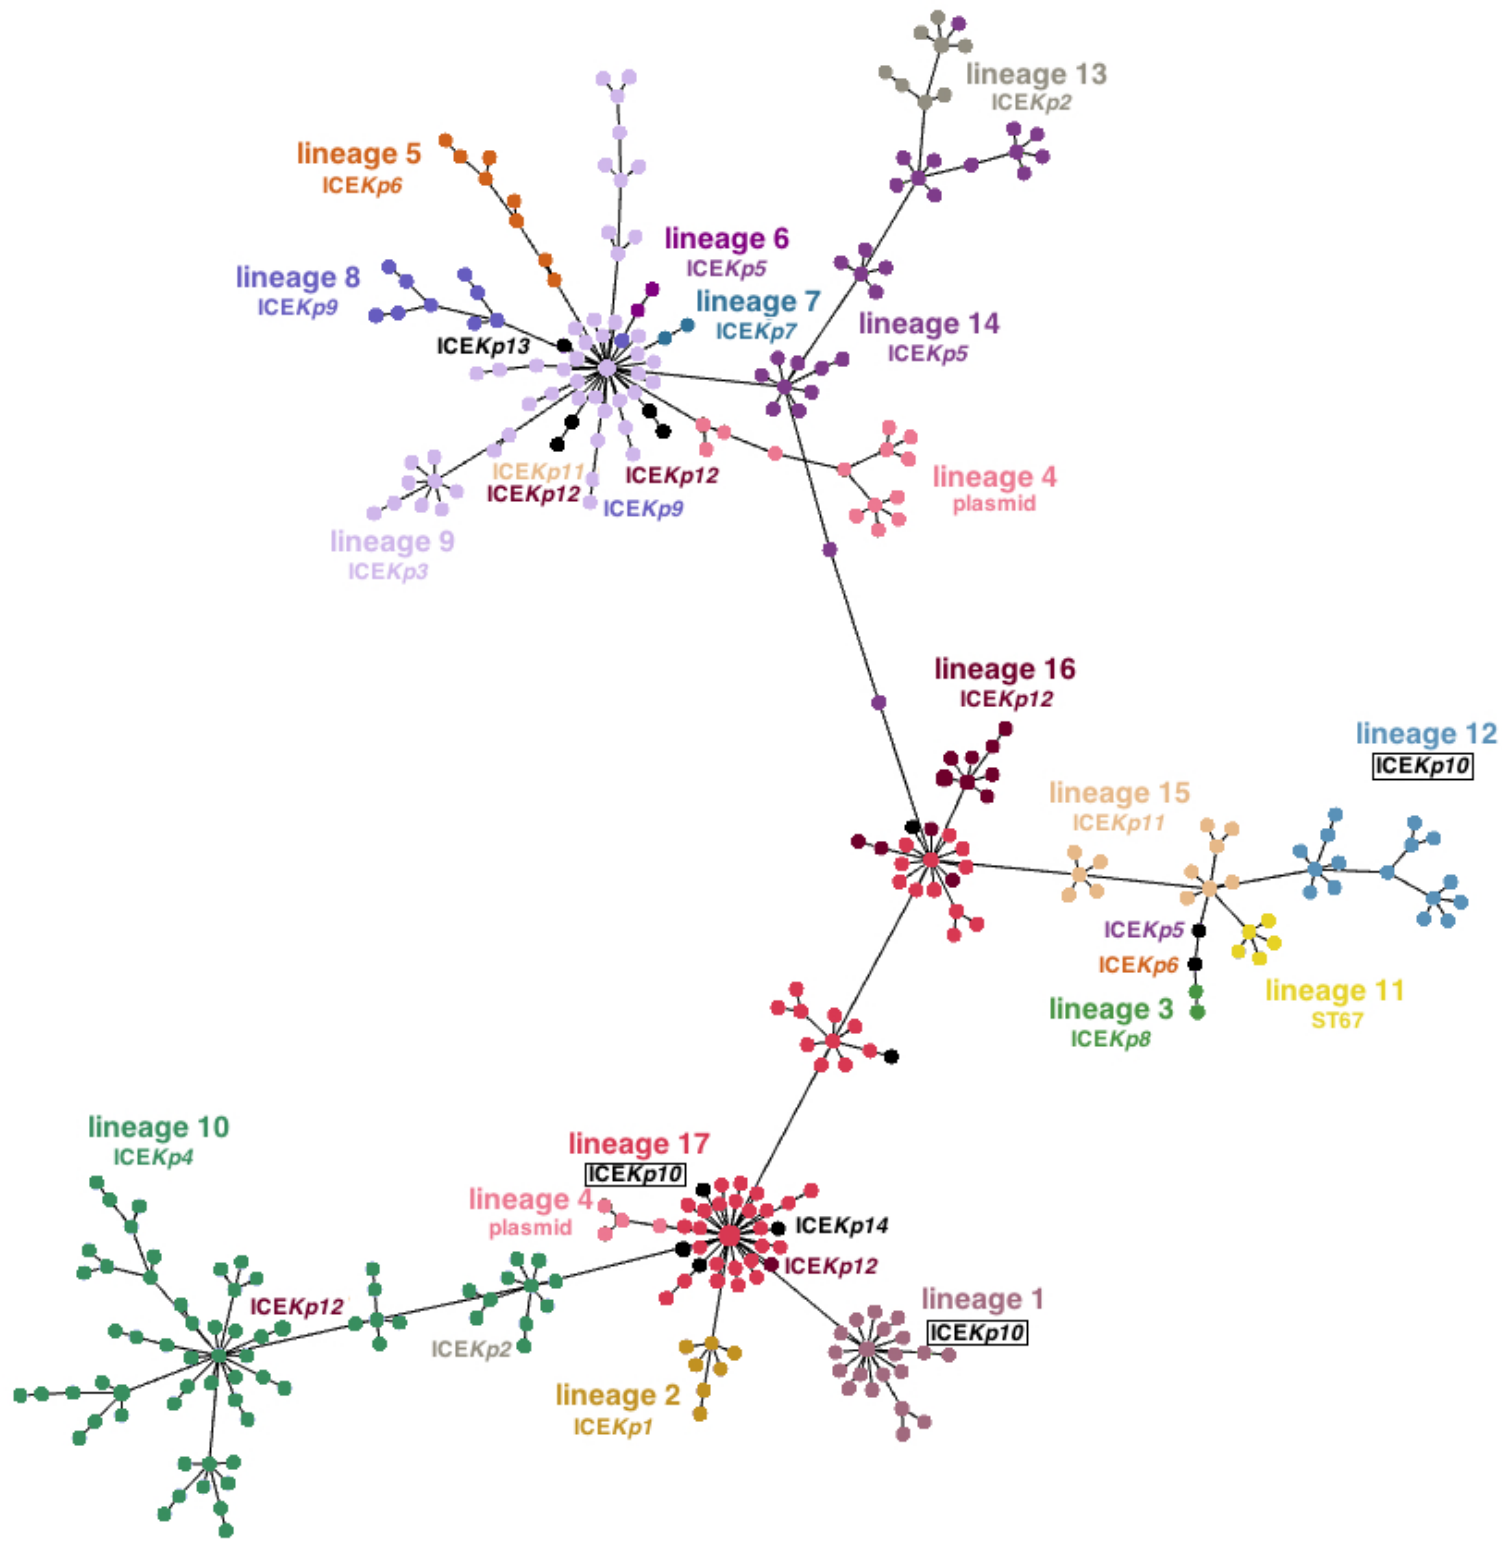 lineage 13
ICEKp2
lineage 5
ICEKp6
lineage 6
ICEKp5
lineage 8
ICEKp9
lineage 7
ICEKp7
lineage 14
ICEKp5
ICEKp13
ICEKp11
ICEKp12
ICEKp12
ICEKp9
lineage 4
plasmid
lineage 9
ICEKp3
lineage 16
ICEKp12
lineage 12
ICEKp10
lineage 15
ICEKp11
ICEKp5
ICEKp6
lineage 3
ICEKp8
lineage 11
ST67
lineage 10
ICEKp4
lineage 17
ICEKp10
lineage 4
plasmid
ICEKp14
ICEKp12
ICEKp12
ICEKp2
lineage 1
ICEKp10
lineage 2
ICEKp1